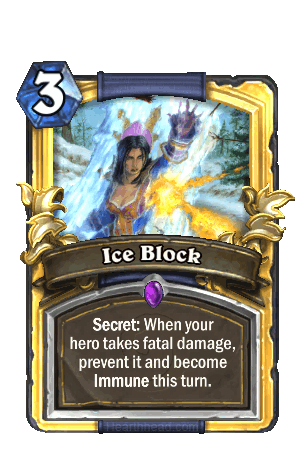 3
Ice Block
Secret: When your
hero takes fatal damage,
prevent it and become
Immune this turn.